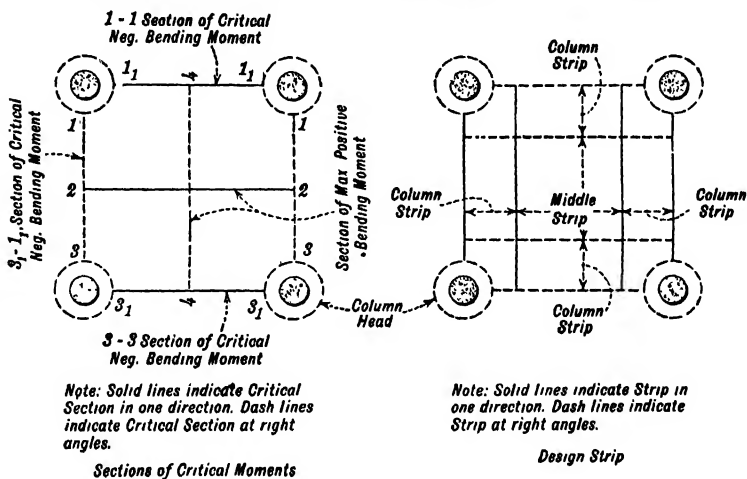 1 - 1 Section of Critical
Neg. Bending Moment
1₁
4
1₁
1
1
3₁ - 1₁, Section of Critical
Neg. Bending Moment
2
2
Section of Max Positive
Bending Moment
3
3
3₁
4
3₁
3 - 3 Section of Critical
Neg. Bending Moment
Column
Head
Note: Solid lines indicate Critical
Section in one direction. Dash lines
indicate Critical Section at right
angles.
Sections of Critical Moments
Column
Strip
Column
Strip
Middle
Strip
Column
Strip
Column
Strip
Note: Solid lines indicate Strip in
one direction. Dash lines indicate
Strip at right angles.
Design Strip